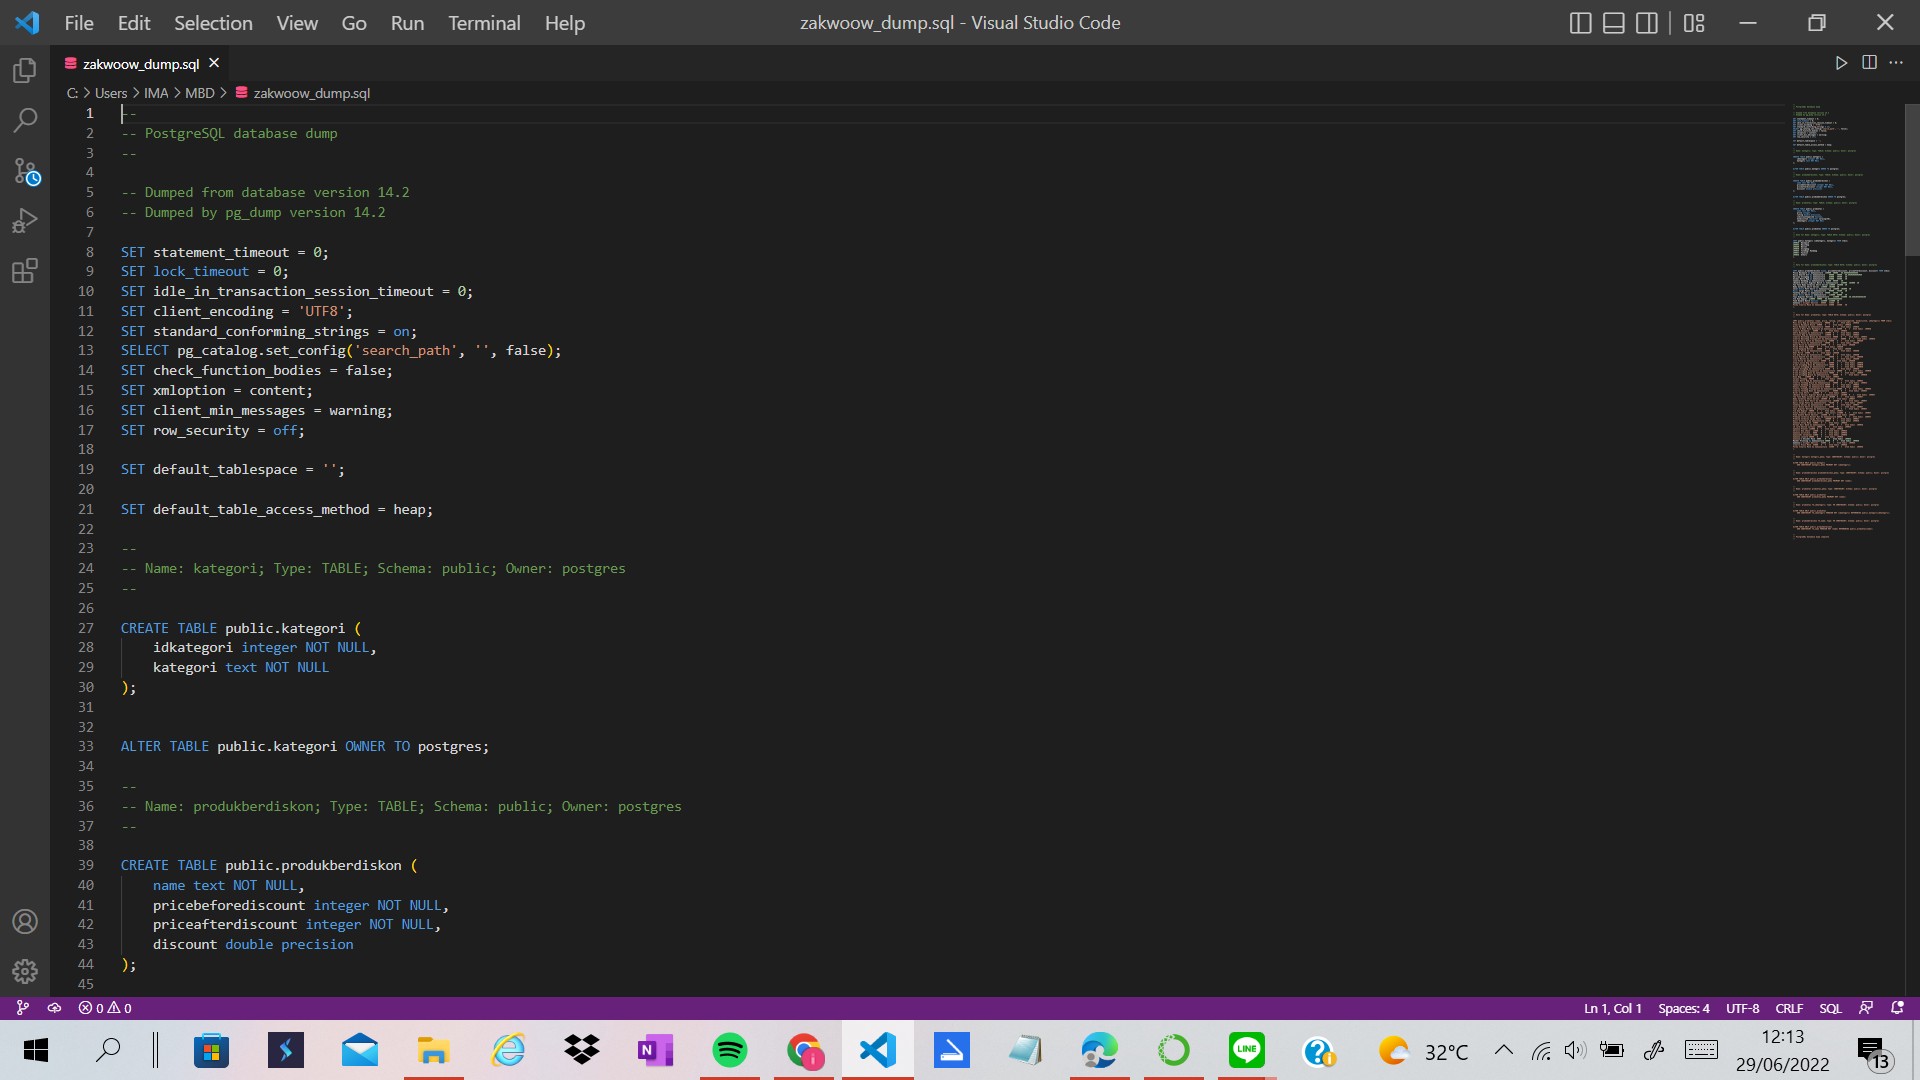 File Edit Selection View Go Run Terminal Help
zakwoow_dump.sql - Visual Studio Code
zakwoow_dump.sql
C: > Users > IMA > MBD > zakwoow_dump.sql
1 --
2 -- PostgreSQL database dump
3 --
4
5 -- Dumped from database version 14.2
6 -- Dumped by pg_dump version 14.2
7
8 SET statement_timeout = 0;
9 SET lock_timeout = 0;
10 SET idle_in_transaction_session_timeout = 0;
11 SET client_encoding = 'UTF8';
12 SET standard_conforming_strings = on;
13 SELECT pg_catalog.set_config('search_path', '', false);
14 SET check_function_bodies = false;
15 SET xmloption = content;
16 SET client_min_messages = warning;
17 SET row_security = off;
18
19 SET default_tablespace = '';
20
21 SET default_table_access_method = heap;
22
23 --
24 -- Name: kategori; Type: TABLE; Schema: public; Owner: postgres
25 --
26
27 CREATE TABLE public.kategori (
28 idkategori integer NOT NULL,
29 kategori text NOT NULL
30 );
31
32
33 ALTER TABLE public.kategori OWNER TO postgres;
34
35 --
36 -- Name: produkberdiskon; Type: TABLE; Schema: public; Owner: postgres
37 --
38
39 CREATE TABLE public.produkberdiskon (
40 name text NOT NULL,
41 pricebeforediscount integer NOT NULL,
42 priceafterdiscount integer NOT NULL,
43 discount double precision
44 );
45
0 0
Ln 1, Col 1 Spaces: 4 UTF-8 CRLF SQL
LINE
32°C
12:13
29/06/2022
13